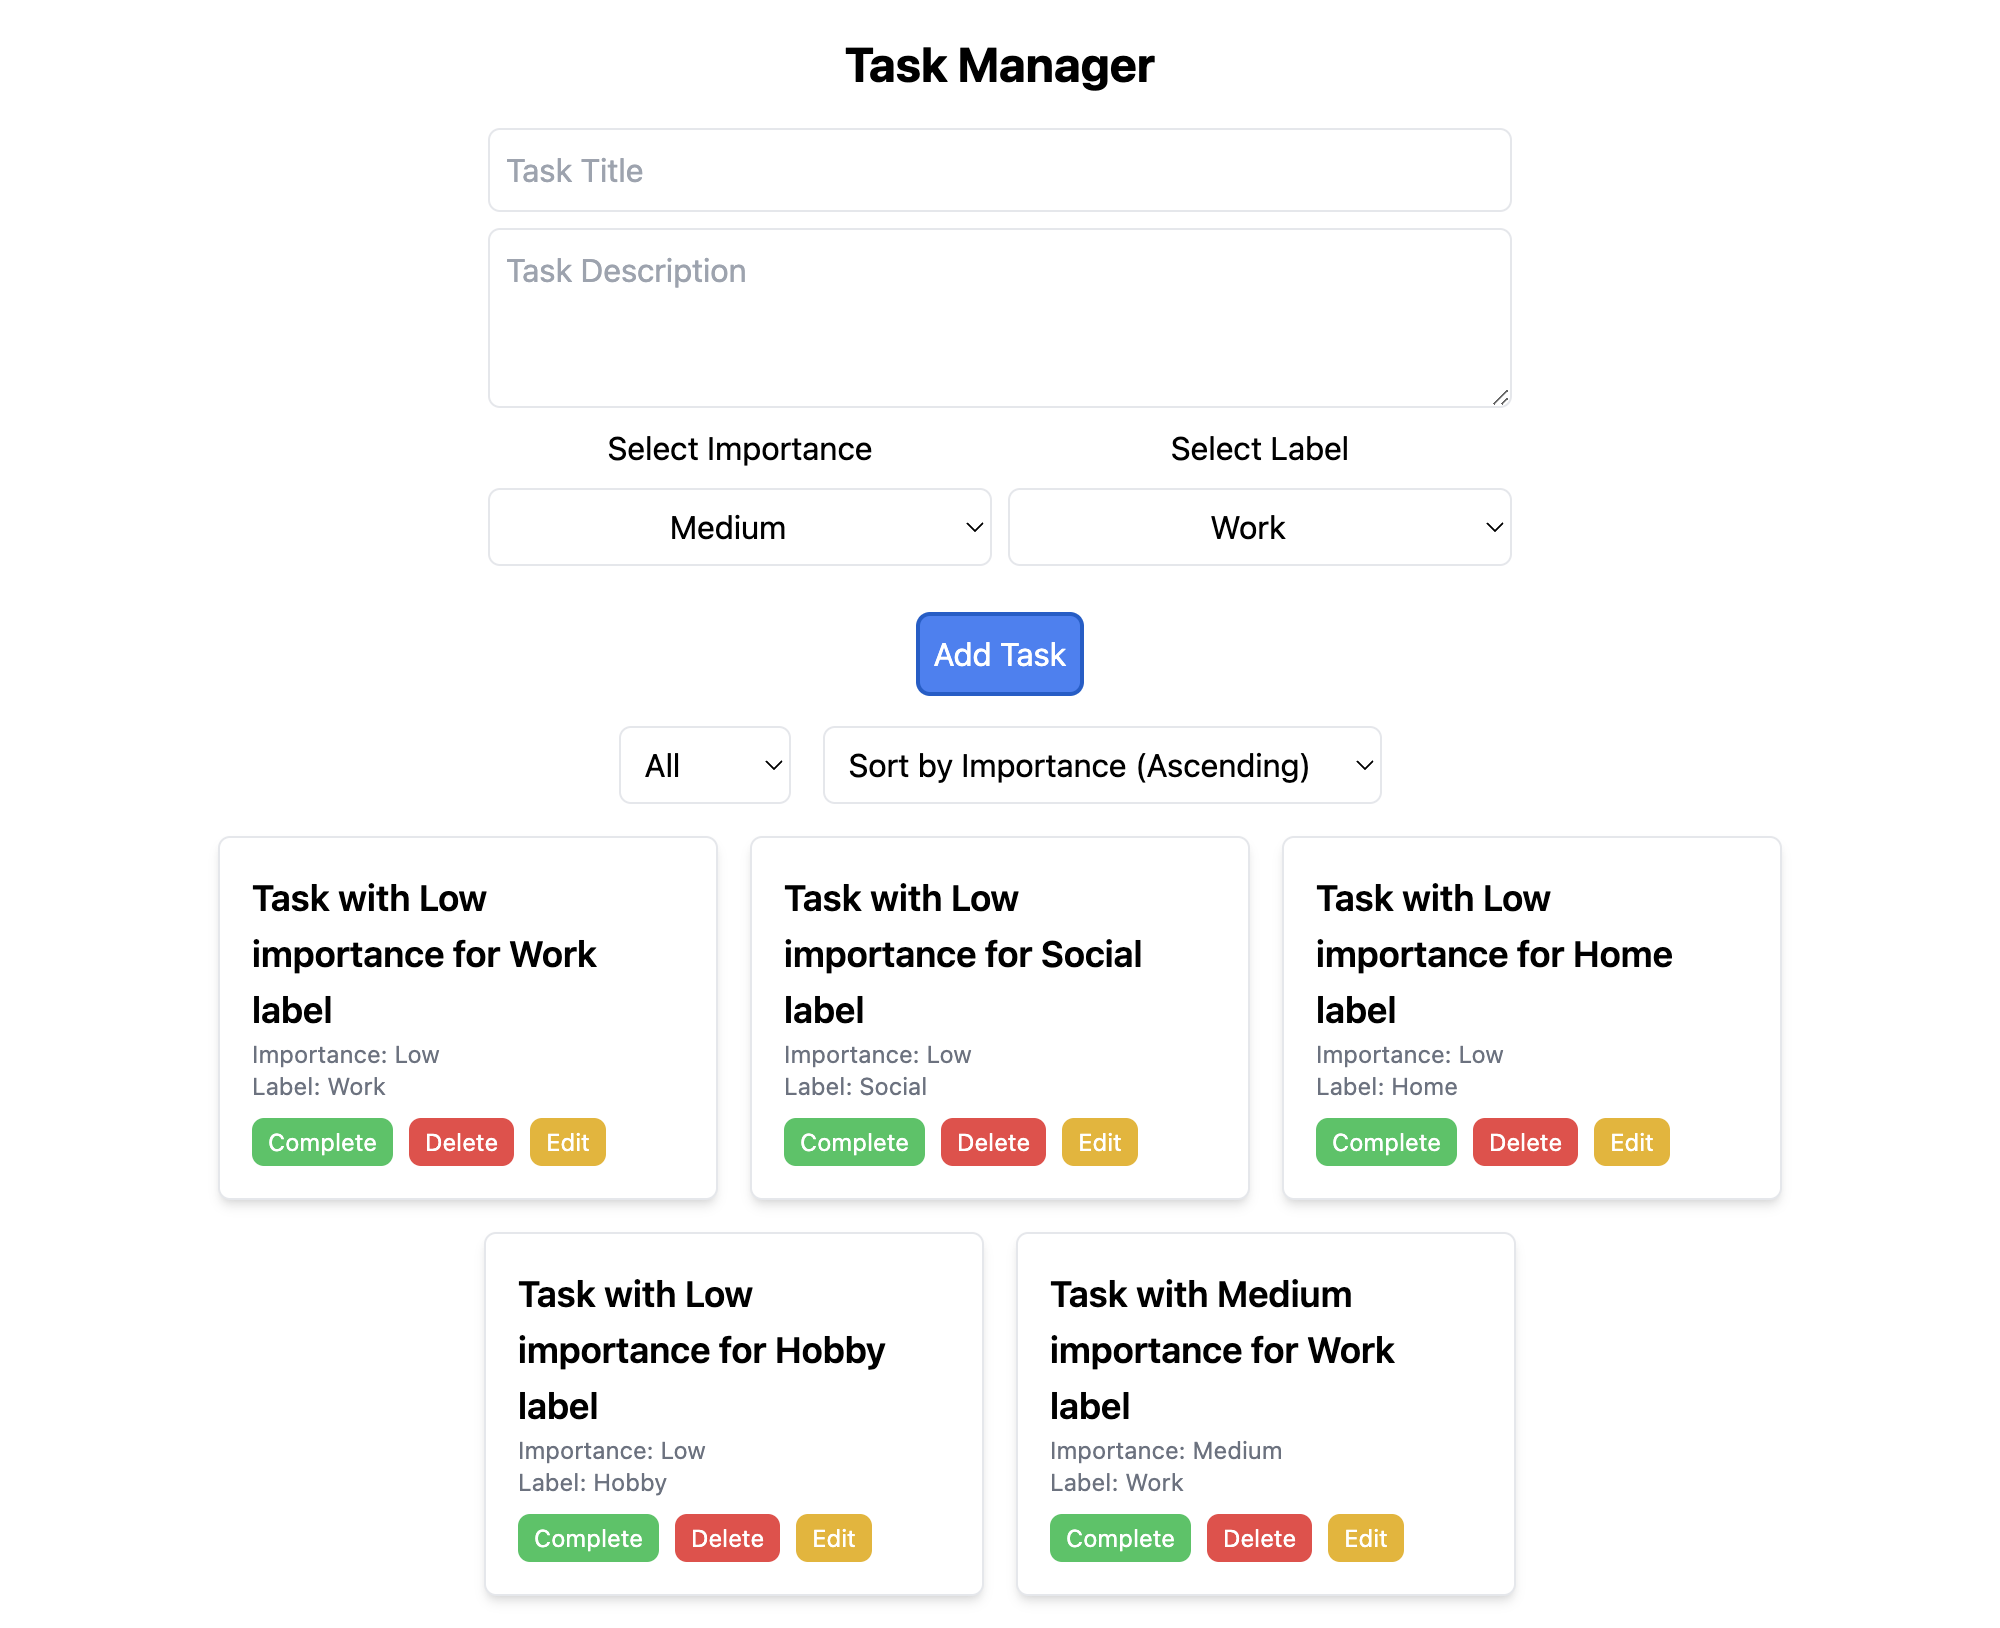 Task Manager
Task Title
Task Description
Select Importance
Select Label
Medium
Work
Add Task
All
Sort by Importance (Ascending)
Task with Low
importance for Work
label
Importance: Low
Label: Work
Complete
Delete
Edit
Task with Low
importance for Social
label
Importance: Low
Label: Social
Complete
Delete
Edit
Task with Low
importance for Home
label
Importance: Low
Label: Home
Complete
Delete
Edit
Task with Low
importance for Hobby
label
Importance: Low
Label: Hobby
Complete
Delete
Edit
Task with Medium
importance for Work
label
Importance: Medium
Label: Work
Complete
Delete
Edit